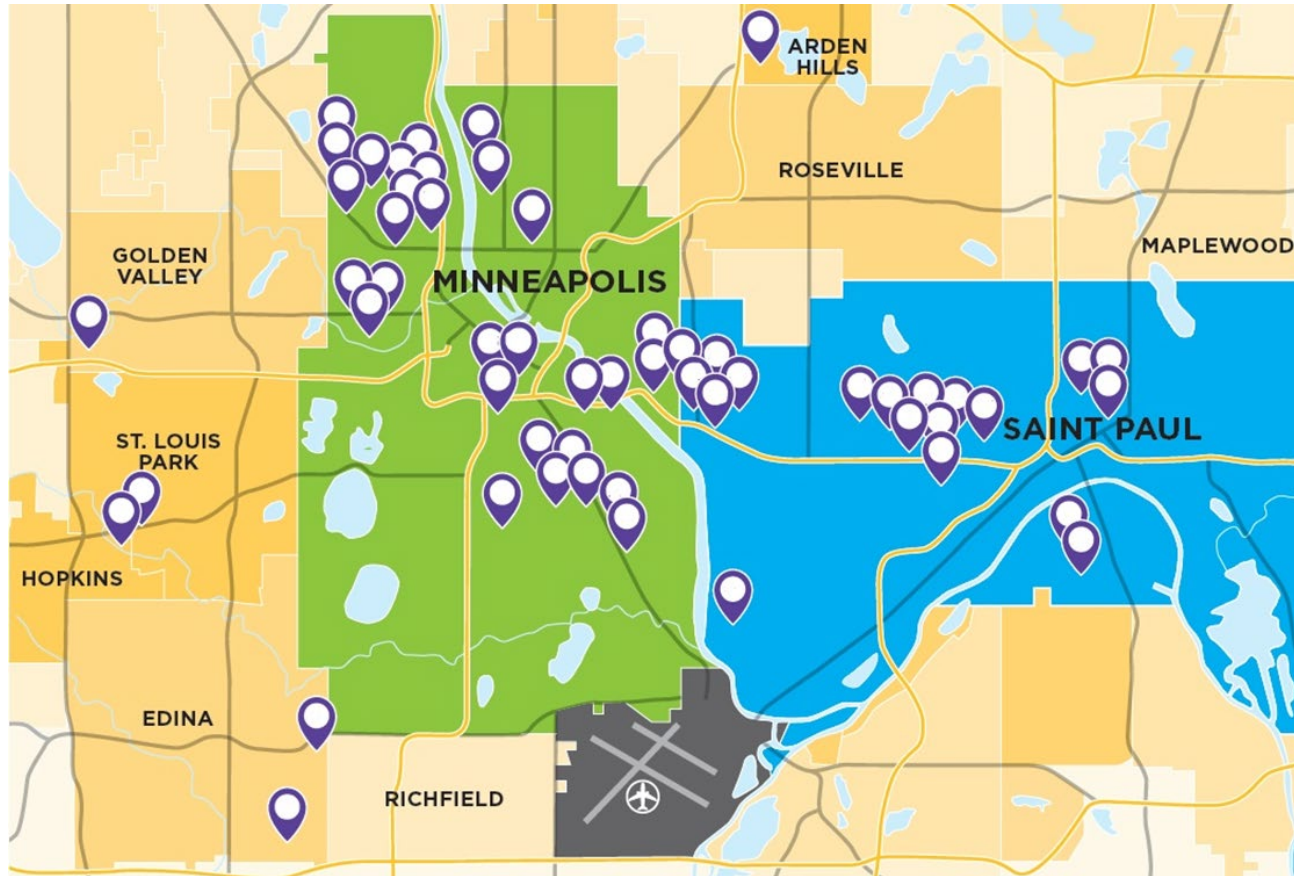 ARDEN
HILLS
ROSEVILLE
MAPLEWOOD
GOLDEN
VALLEY
MINNEAPOLIS
ST. LOUIS
PARK
SAINT PAUL
HOPKINS
EDINA
RICHFIELD